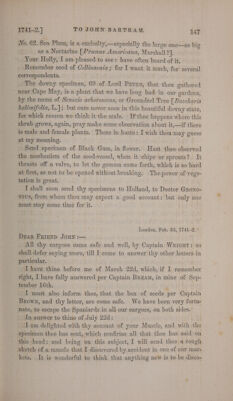 1741-2.] TO JOHN BARTRAM. 147
No. 62. Sea Plum, is a curiosity,—especially the large one—as big
as a Nectarine [Prunus Americana, Marshall?]
Your Holly, I am pleased to see: have often heard of it.
Remember seed of Collinsonia; for I want it much, for several
correspondents.
The downy specimen, 69 of Lord Petre, that thou gathered
near Cape May, is a plant that we have long had in our gardens,
by the name of Senecio arborescens, or Groundsel Tree [Baccharis
halimifolia, L.]; but ours never seen in this beautiful downy state,
for which reason we think it the male. If thee happens where this
shrub grows, again, pray make some observation about it,—if there
is male and female plants. There is hasta: I wish thou may guess
at my meaning.
Send specimen of Black Gum, in flower. Hast thee observed
the mechanism of the seed-vessel, when it chips or sprouts? It
thrusts off a valve, to let the gemma come forth, which is so hard
at first, as not to be opened without breaking. The power of vege-
tation is great.
I shall soon send thy specimens to Holland, to Doctor Grono-
vius, from whom thou may expect a good account: but only one
must stay some time for it.
London, Feb. 25, 1741-2.
Dear Friend John:—
All thy cargoes came safe and well, by Captain Wright: so
shall defer saying more, till I come to answer thy other letters in
particular.
I have thine before me of March 22d, which, if I remember
right, I have fully answered per Captain Bream, in mine of Sep-
tember 16th.
I must also inform thee, that the box of seeds per Captain
Brown, and thy letter, are come safe. We have been very fortu-
nate, to escape the Spaniards in all our cargoes, on both sides.
In answer to thine of July 22d:
I am delighted with thy account of your Muscle, and with the
specimen thee has sent, which confirms all that thee has said on
this head; and being on this subject, I will send thee a rough
sketch of a muscle that I discovered by accident in one of our mar-
kets. It is wonderful to think that anything new is to be disco-